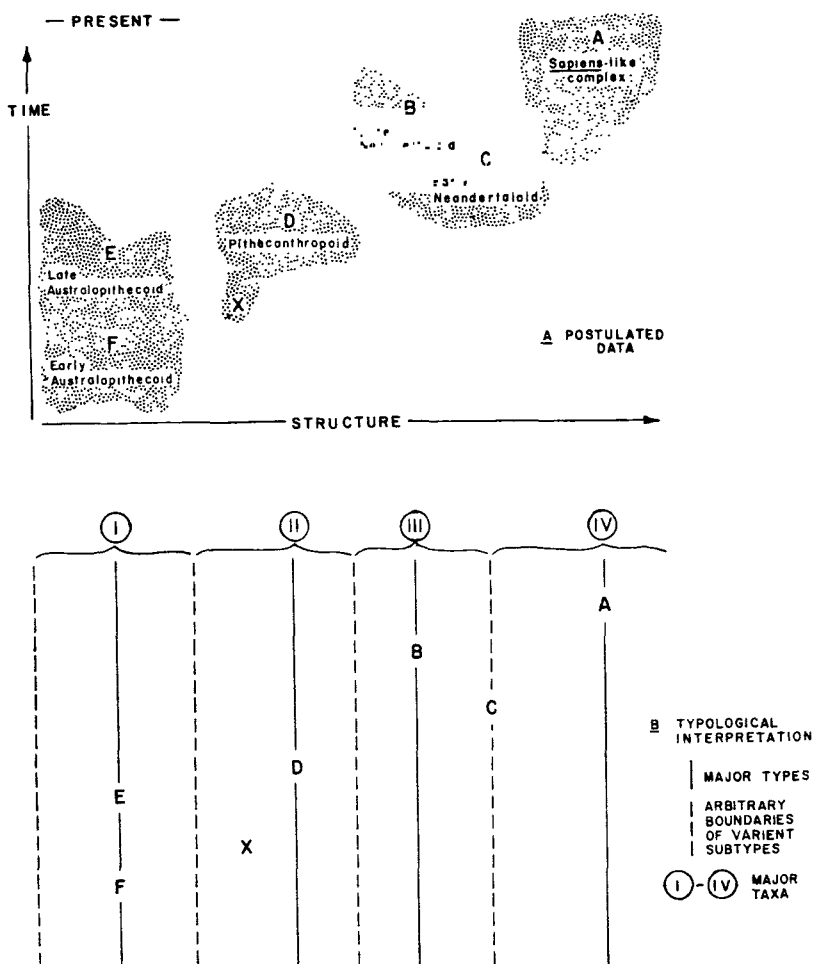 — PRESENT —
TIME
A
Sapiens-like
complex
B
C
Neandertaloid
D
Pithecanthropoid
E
Late
Australopithecoid
X
F
Early
Australopithecoid
A POSTULATED
DATA
STRUCTURE
I
II
III
IV
A
B
C
D
E
X
F
B TYPOLOGICAL
INTERPRETATION
MAJOR TYPES
ARBITRARY
BOUNDARIES
OF VARIENT
SUBTYPES
I - IV MAJOR
TAXA